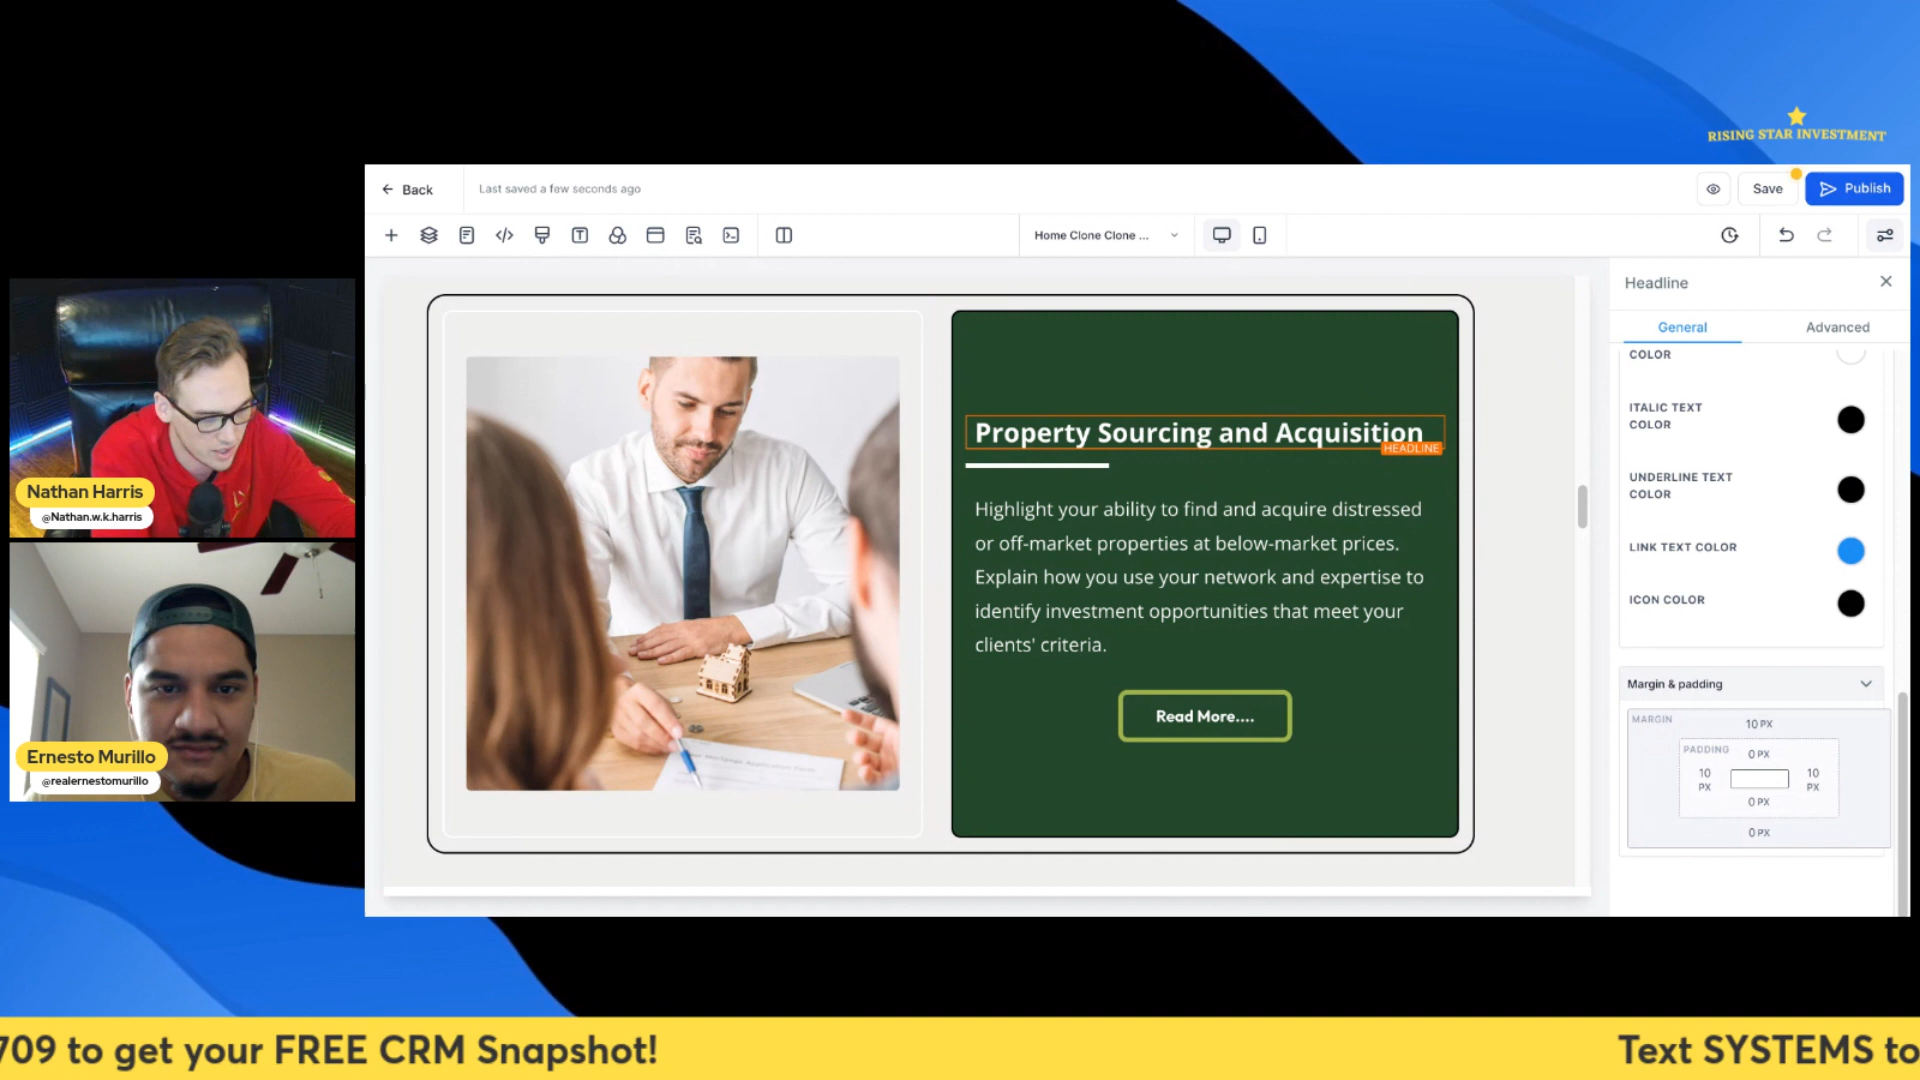 RISING STAR INVESTMENT
Back
Last saved a few seconds ago
Save
Publish
Home Clone Clone ...
Headline
General
Advanced
COLOR
ITALIC TEXT
COLOR
UNDERLINE TEXT
COLOR
LINK TEXT COLOR
ICON COLOR
Margin & padding
MARGIN
10 PX
PADDING
0 PX
10
PX
10
PX
0 PX
0 PX
Property Sourcing and Acquisition
HEADLINE
Highlight your ability to find and acquire distressed
or off-market properties at below-market prices.
Explain how you use your network and expertise to
identify investment opportunities that meet your
clients' criteria.
Read More....
Nathan Harris
@Nathan.w.k.harris
Ernesto Murillo
@realernestomurillo
709 to get your FREE CRM Snapshot!
Text SYSTEMS to